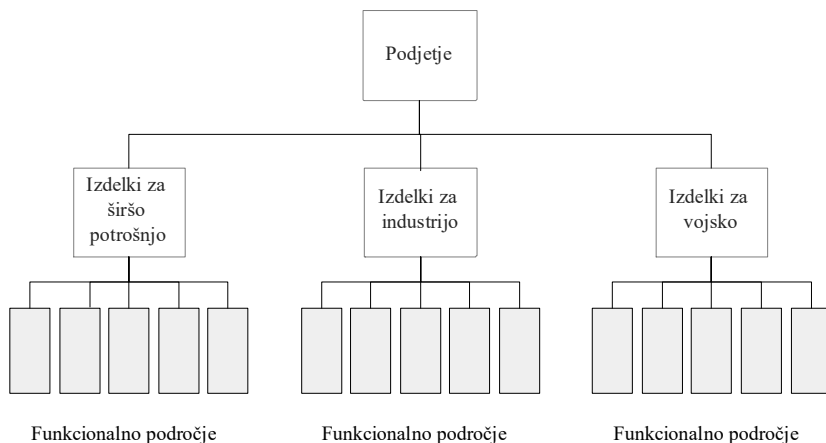 Podjetje
Izdelki za
širšo
potrošnjo
Izdelki za
industrijo
Izdelki za
vojsko
Funkcionalno področje
Funkcionalno področje
Funkcionalno področje